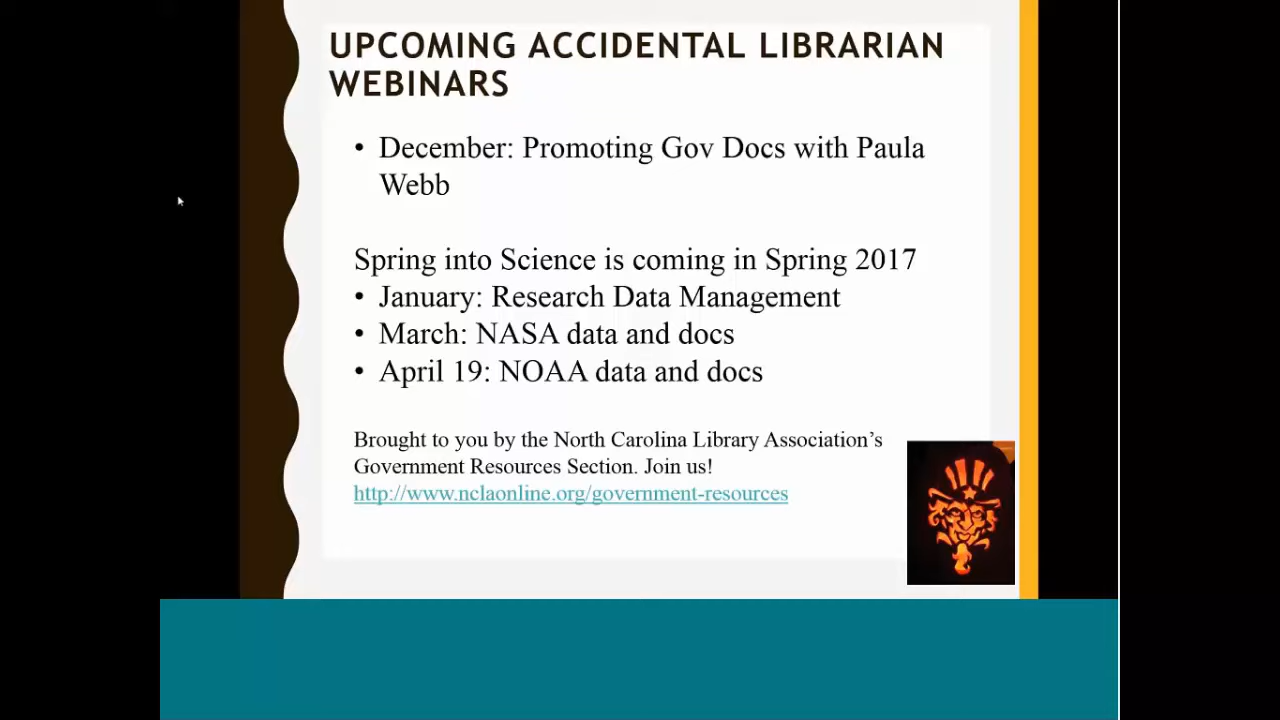 UPCOMING ACCIDENTAL LIBRARIAN
WEBINARS
• December: Promoting Gov Docs with Paula
Webb
Spring into Science is coming in Spring 2017
• January: Research Data Management
• March: NASA data and docs
• April 19: NOAA data and docs
Brought to you by the North Carolina Library Association’s
Government Resources Section. Join us!
http://www.nclaonline.org/government-resources